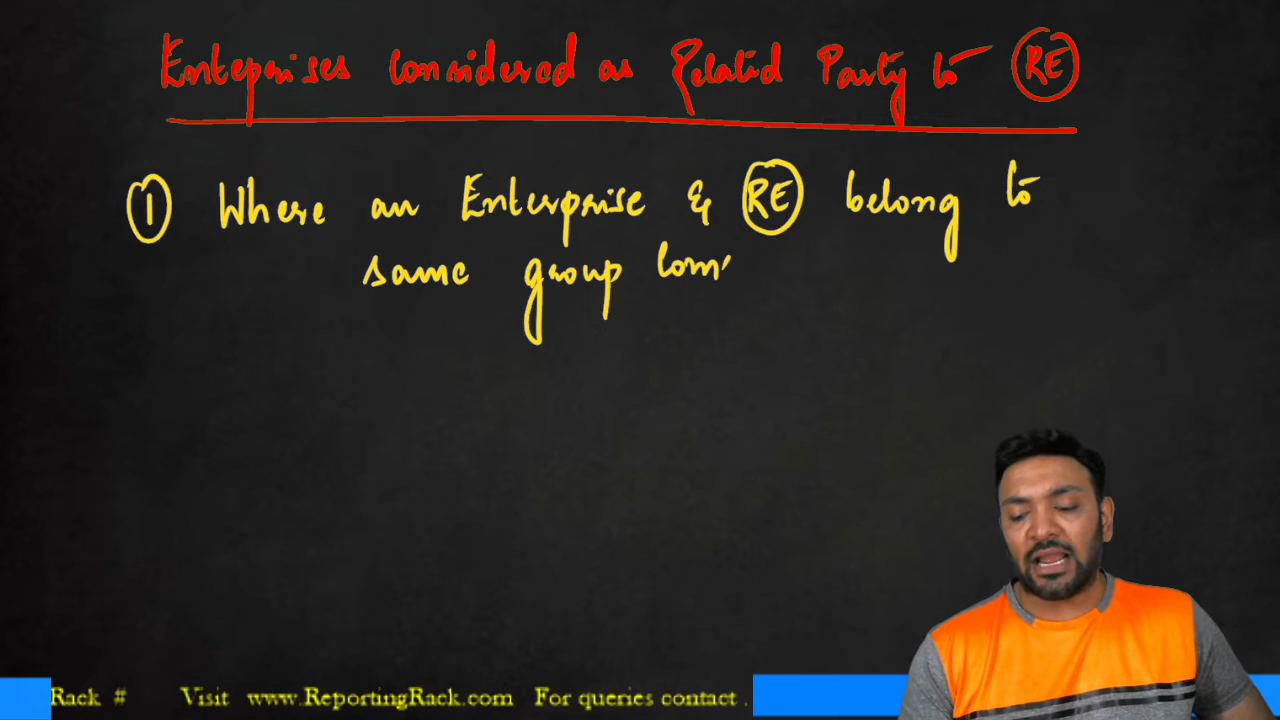 Enteprises Considered as Related Party to RE
1 Where an Enterprise & RE belong to
same group Com
Rack # Visit www.ReportingRack.com For queries contact .